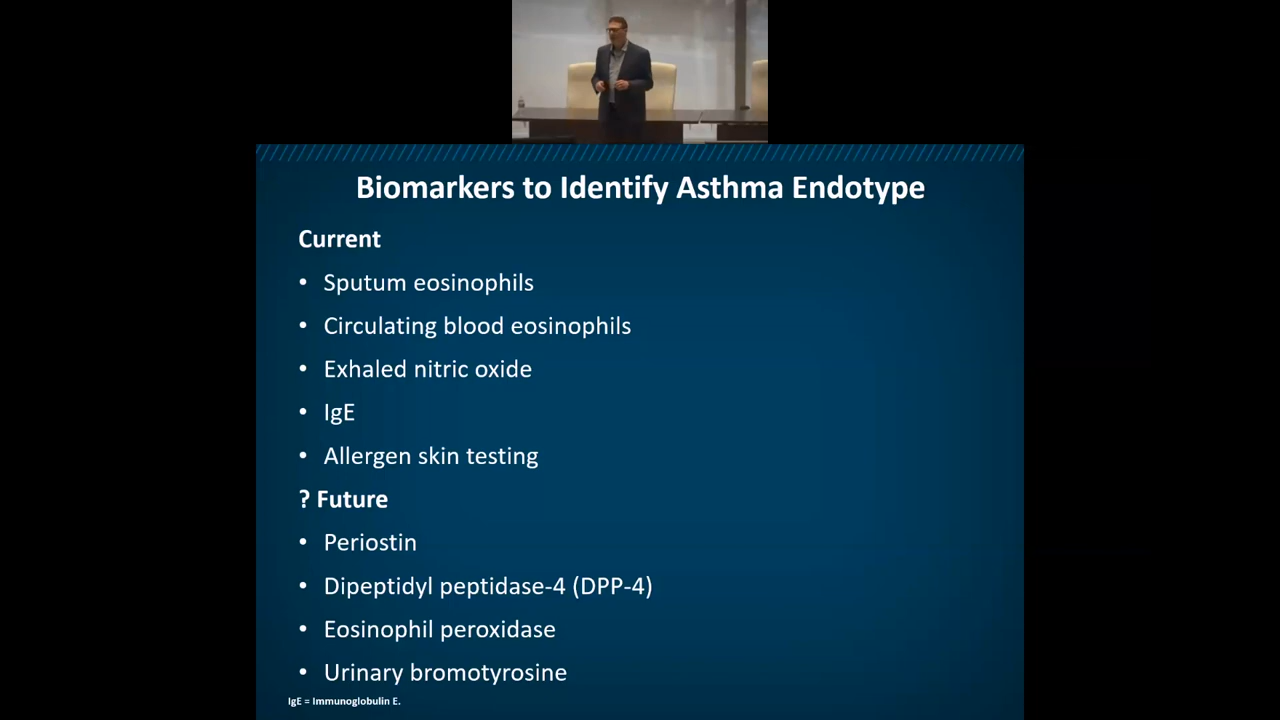 Biomarkers to Identify Asthma Endotype
Current
• Sputum eosinophils
• Circulating blood eosinophils
• Exhaled nitric oxide
• IgE
• Allergen skin testing
? Future
• Periostin
• Dipeptidyl peptidase-4 (DPP-4)
• Eosinophil peroxidase
• Urinary bromotyrosine
IgE = Immunoglobulin E.